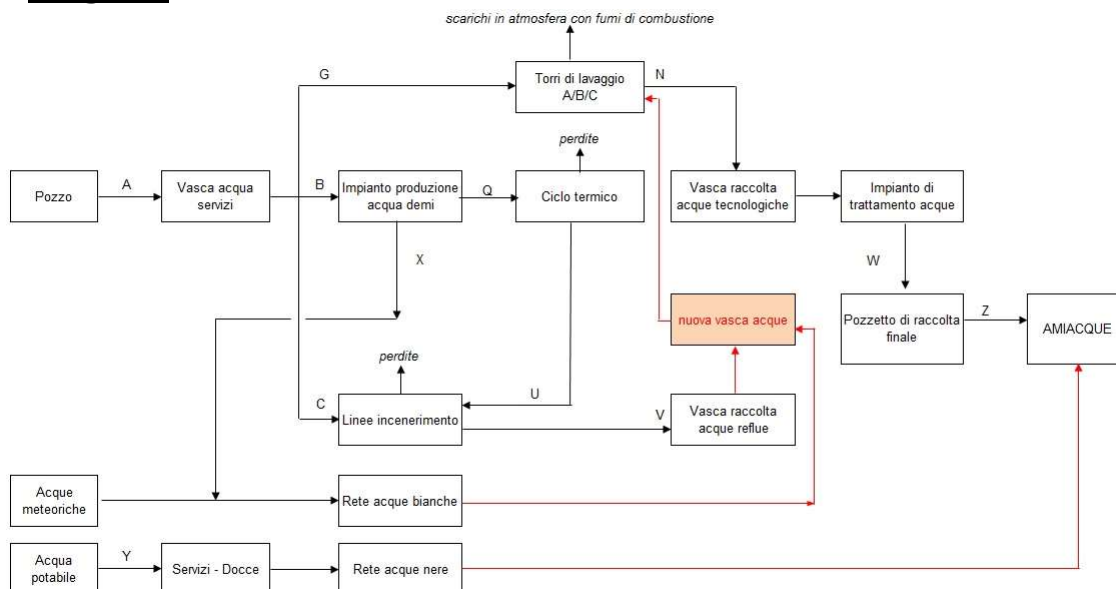 scarichi in atmosfera con fumi di combustione
G
Torri di lavaggio
A/B/C
N
perdite
Pozzo
A
Vasca acqua
servizi
B
Impianto produzione
acqua demi
Q
Ciclo termico
Vasca raccolta
acque tecnologiche
Impianto di
trattamento acque
X
W
nuova vasca acque
Pozzetto di raccolta
finale
Z
AMIACQUE
perdite
C
Linee incenerimento
U
V
Vasca raccolta
acque reflue
Acque
meteoriche
Rete acque bianche
Acqua
potabile
Y
Servizi - Docce
Rete acque nere